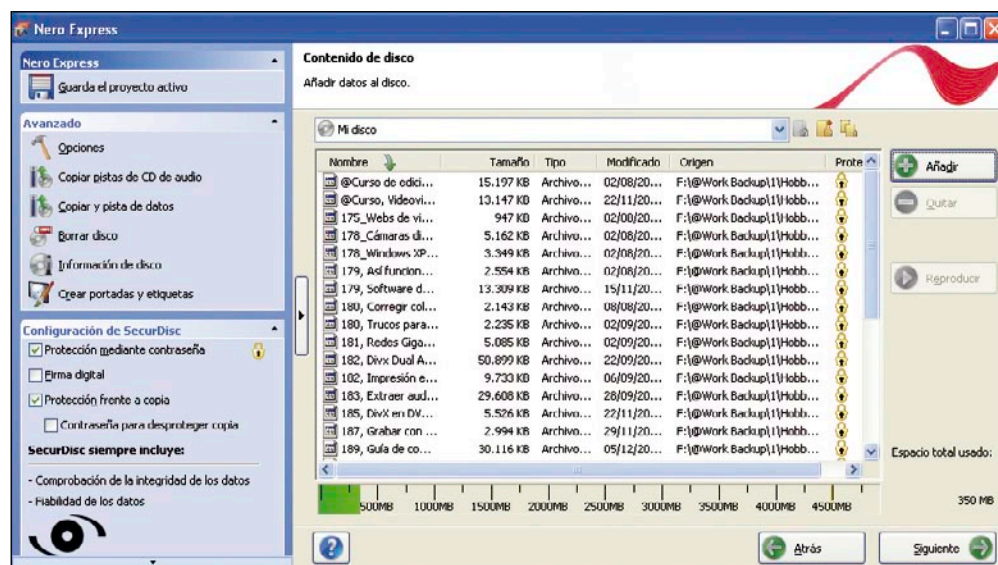 Nero Express
Nero Express
Guarda el proyecto activo
Avanzado
Opciones
Copiar pistas de CD de audio
Copiar y pista de datos
Borrar disco
Información de disco
Crear portadas y etiquetas
Configuración de SecurDisc
Protección mediante contraseña
Firma digital
Protección frente a copia
Contraseña para desproteger copia
SecurDisc siempre incluye:
- Comprobación de la integridad de los datos
- Fiabilidad de los datos
Contenido de disco
Añadir datos al disco.
Mi disco
Nombre Tamaño Tipo Modificado Origen Prote
@Curso de edici... 15.197 KB Archivo... 02/08/20... F:\@Work Backup\1\Hobb...
@Curso, Videovi... 13.147 KB Archivo... 22/11/20... F:\@Work Backup\1\Hobb...
175_Webs de vi... 947 KB Archivo... 02/08/20... F:\@Work Backup\1\Hobb...
178_Cámaras di... 5.162 KB Archivo... 02/08/20... F:\@Work Backup\1\Hobb...
178_Windows XP... 3.349 KB Archivo... 02/08/20... F:\@Work Backup\1\Hobb...
179, Así funcion... 2.554 KB Archivo... 02/08/20... F:\@Work Backup\1\Hobb...
179, Software d... 13.309 KB Archivo... 15/11/20... F:\@Work Backup\1\Hobb...
180, Corregir col... 2.143 KB Archivo... 08/08/20... F:\@Work Backup\1\Hobb...
180, Trucos para... 2.235 KB Archivo... 02/09/20... F:\@Work Backup\1\Hobb...
181, Redes Giga... 5.085 KB Archivo... 02/09/20... F:\@Work Backup\1\Hobb...
182, Divx Dual A... 50.899 KB Archivo... 22/09/20... F:\@Work Backup\1\Hobb...
182, Impresión e... 9.733 KB Archivo... 06/09/20... F:\@Work Backup\1\Hobb...
183, Extraer aud... 29.608 KB Archivo... 28/09/20... F:\@Work Backup\1\Hobb...
185, DivX en DV... 5.526 KB Archivo... 22/11/20... F:\@Work Backup\1\Hobb...
187, Grabar con ... 2.994 KB Archivo... 29/11/20... F:\@Work Backup\1\Hobb...
189, Guía de co... 30.116 KB Archivo... 05/12/20... F:\@Work Backup\1\Hobb...
Añadir
Quitar
Reproducir
Espacio total usado:
500MB 1000MB 1500MB 2000MB 2500MB 3000MB 3500MB 4000MB 4500MB
350 MB
Atrás
Siguiente